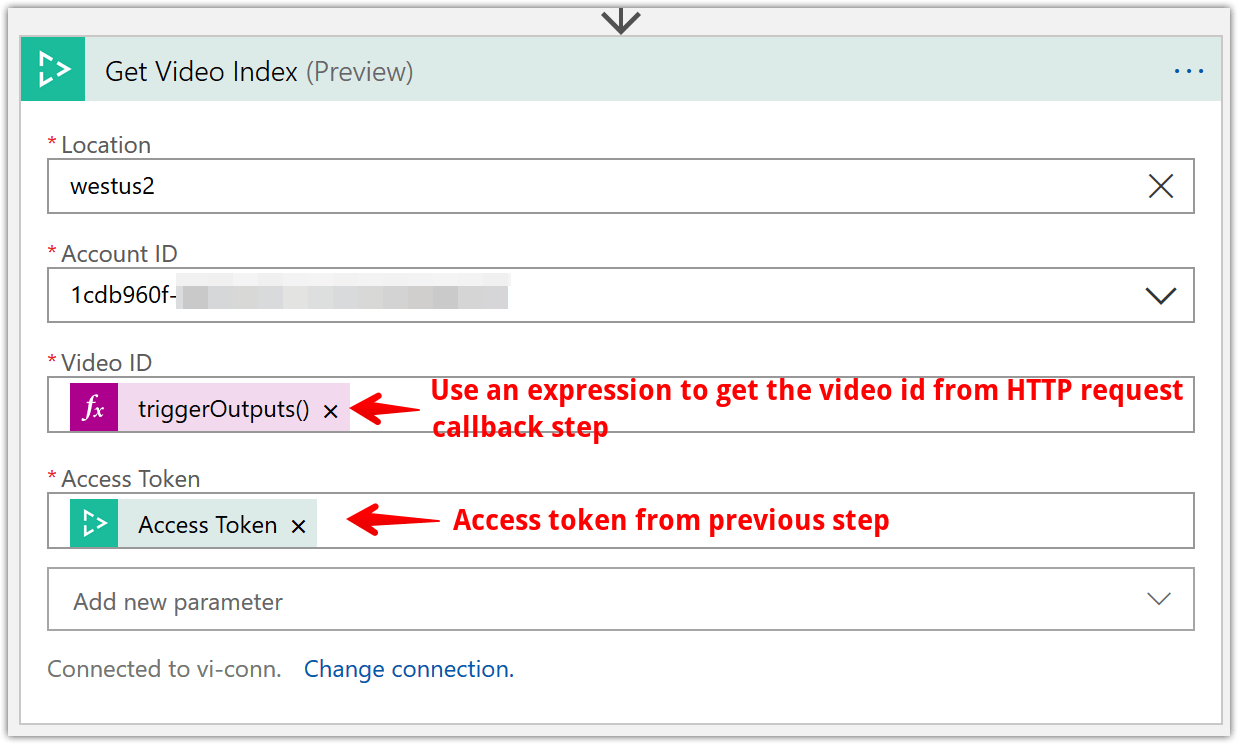 Get Video Index (Preview)
* Location
westus2
* Account ID
1cdb960f-
* Video ID
fx triggerOutputs() ×
Use an expression to get the video id from HTTP request
callback step
* Access Token
Access Token ×
Access token from previous step
Add new parameter
Connected to vi-conn. Change connection.